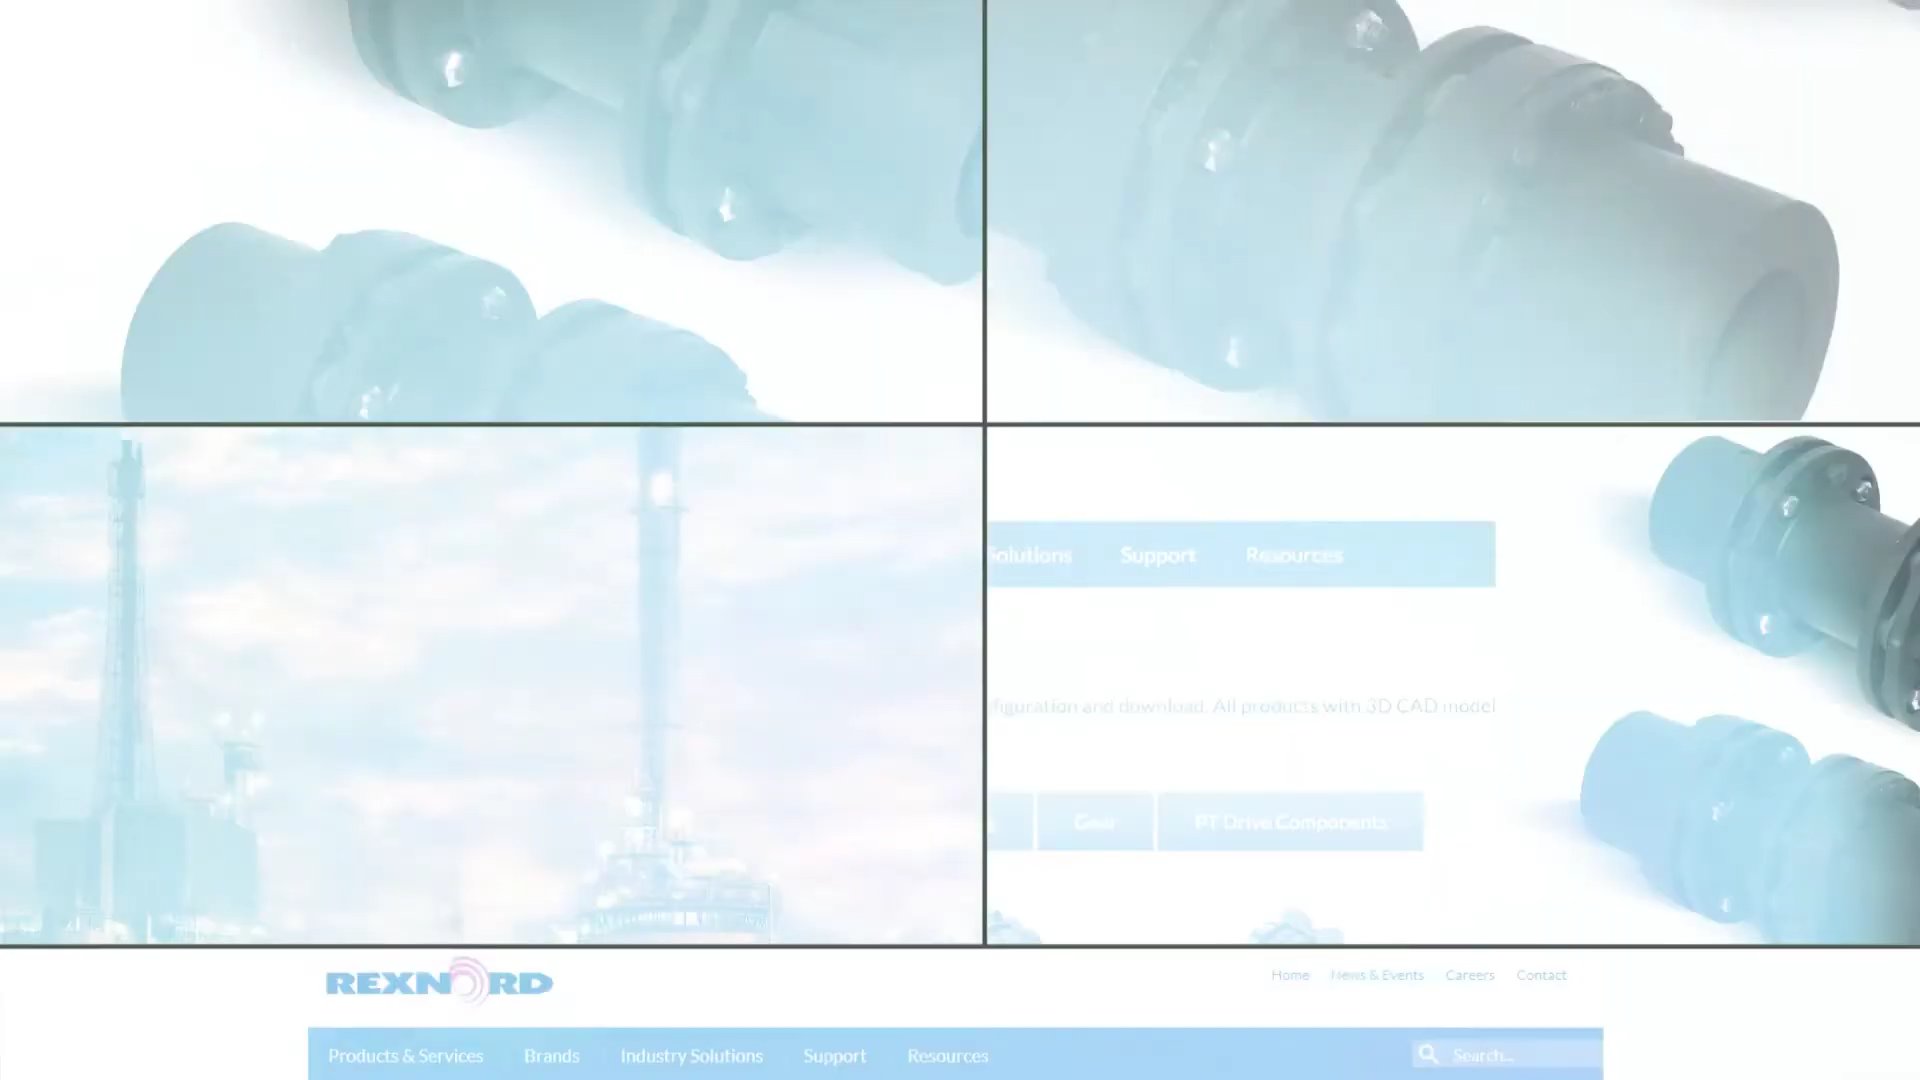 Solutions Support Resources
figuration and download. All products with 3D CAD model
Gear PT Drive Components
REXNORD
Home News & Events Careers Contact
Products & Services Brands Industry Solutions Support Resources Search...